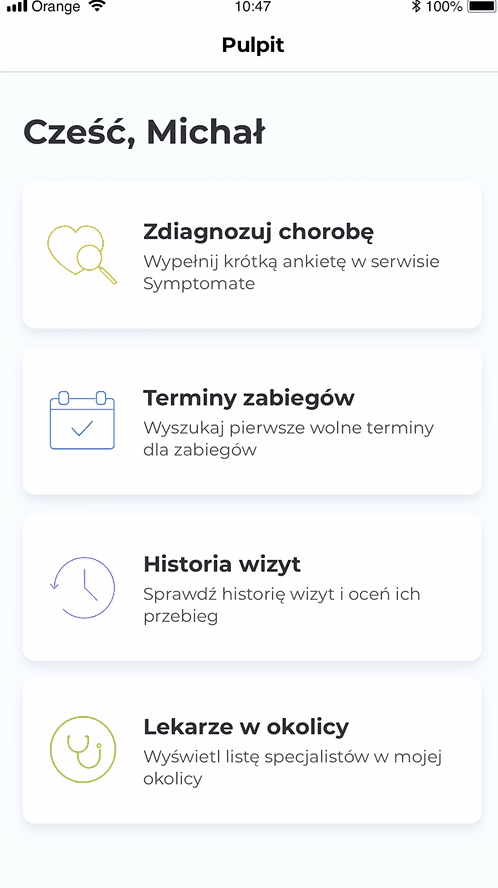 Orange 10:47 100%
Pulpit
Cześć, Michał
Zdiagnozuj chorobę
Wypełnij krótką ankietę w serwisie
Symptomate
Terminy zabiegów
Wyszukaj pierwsze wolne terminy
dla zabiegów
Historia wizyt
Sprawdź historię wizyt i oceń ich
przebieg
Lekarze w okolicy
Wyświetl listę specjalistów w mojej
okolicy